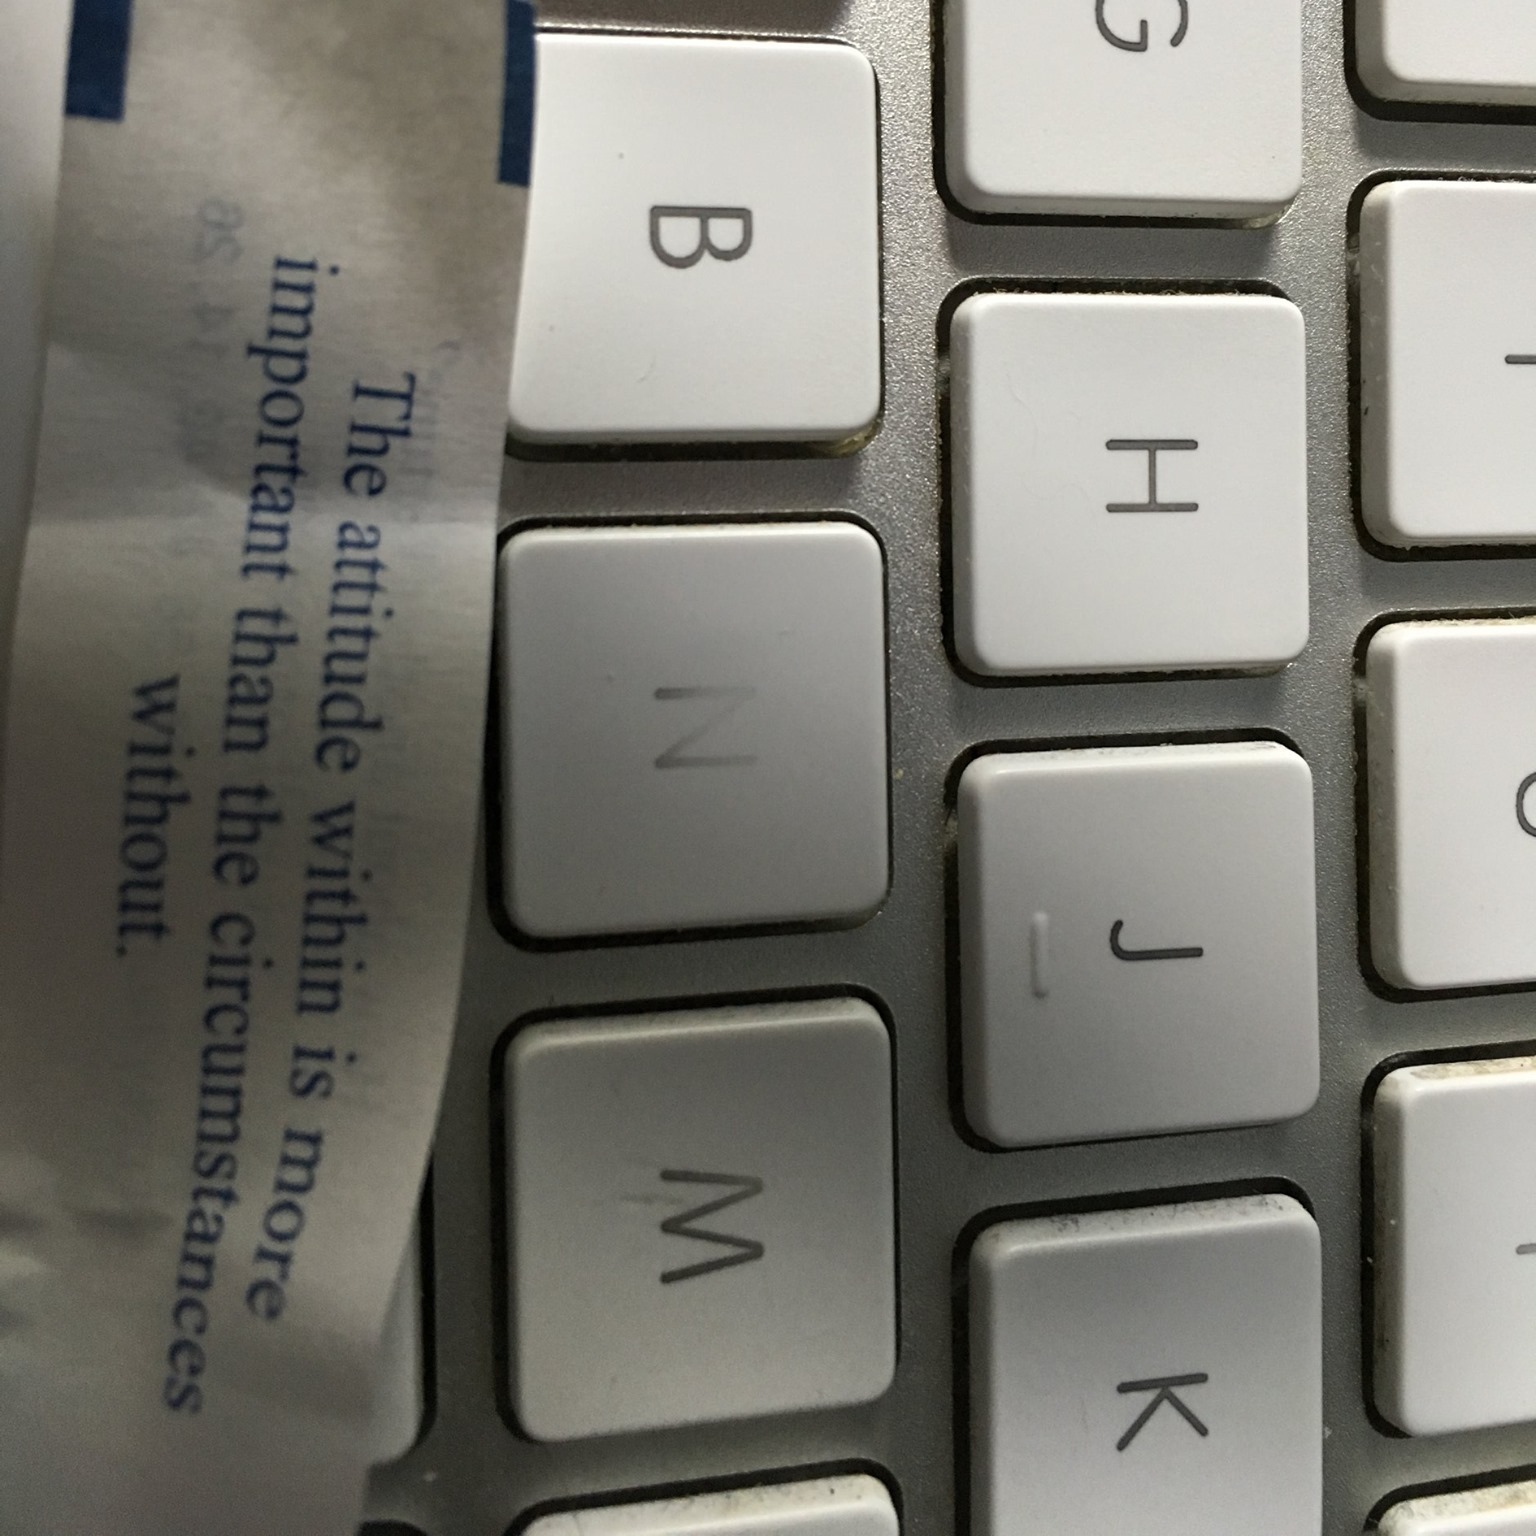 The attitude within is more
important than the circumstances
without.
G
B
H
N
J
M
K